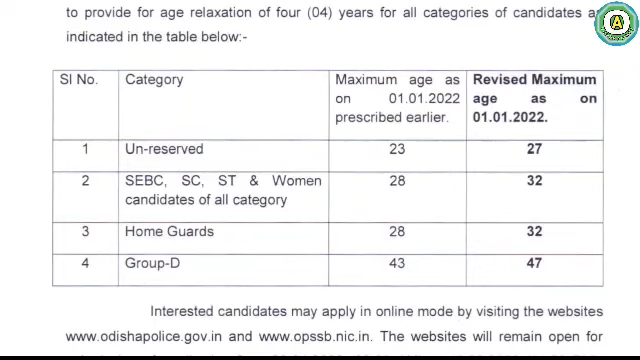 to provide for age relaxation of four (04) years for all categories of candidates as
indicated in the table below:-
Sl No. Category Maximum age as on 01.01.2022 prescribed earlier. Revised Maximum age as on 01.01.2022.
1 Un-reserved 23 27
2 SEBC, SC, ST & Women candidates of all category 28 32
3 Home Guards 28 32
4 Group-D 43 47
Interested candidates may apply in online mode by visiting the websites
www.odishapolice.gov.in and www.opssb.nic.in. The websites will remain open for
A